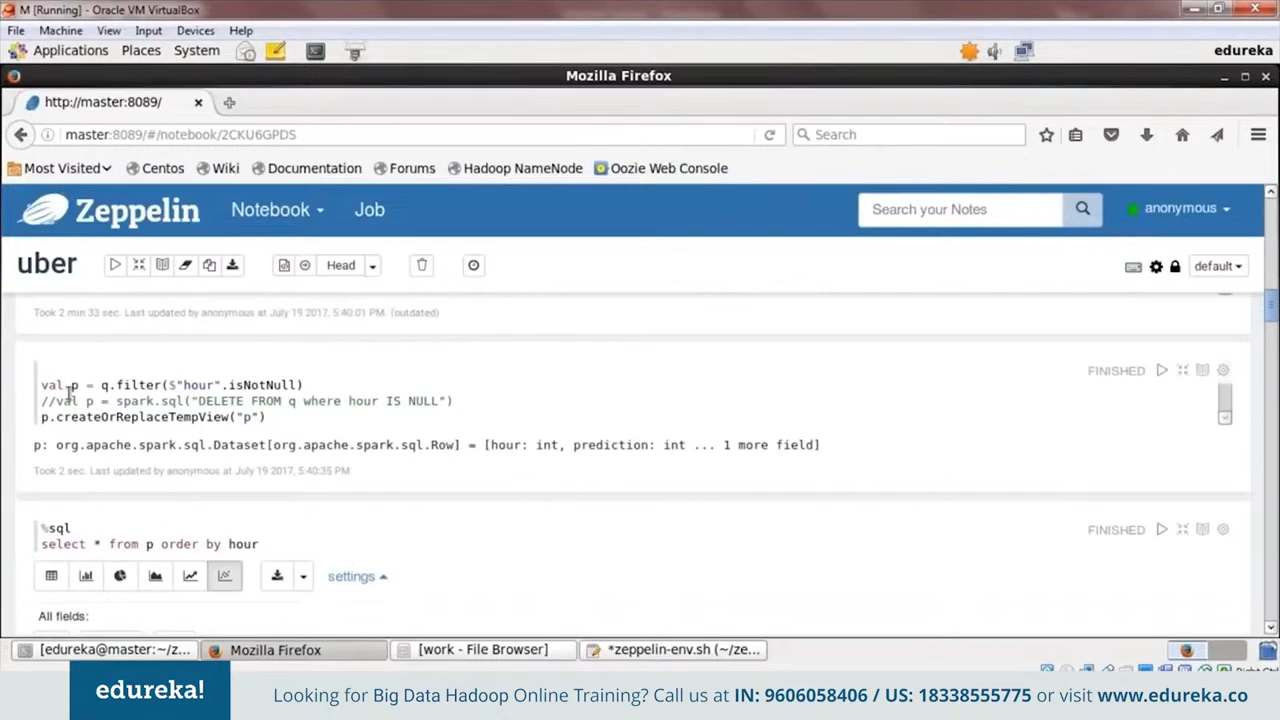 M [Running] - Oracle VM VirtualBox
File Machine View Input Devices Help
Applications Places System edureka
Mozilla Firefox
http://master:8089/
master:8089/#/notebook/2CKU6GPDS Search
Most Visited Centos Wiki Documentation Forums Hadoop NameNode Oozie Web Console
Zeppelin Notebook Job Search your Notes anonymous
uber Head default
Took 2 min 33 sec. Last updated by anonymous at July 19 2017, 5:40:01 PM. (outdated)
FINISHED
val p = q.filter($"hour".isNotNull)
//val p = spark.sql("DELETE FROM q where hour IS NULL")
p.createOrReplaceTempView("p")
p: org.apache.spark.sql.Dataset[org.apache.spark.sql.Row] = [hour: int, prediction: int ... 1 more field]
Took 2 sec. Last updated by anonymous at July 19 2017, 5:40:35 PM.
%sql FINISHED
select * from p order by hour
settings
All fields:
[edureka@master:~/z... Mozilla Firefox [work - File Browser] *zeppelin-env.sh (~/ze...
edureka! Looking for Big Data Hadoop Online Training? Call us at IN: 9606058406 / US: 18338555775 or visit www.edureka.co